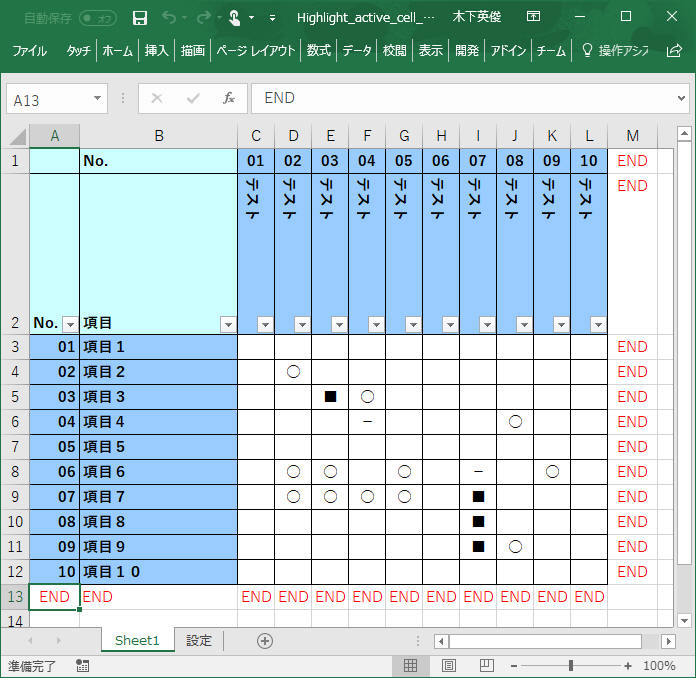 自動保存 オフ Highlight_active_cell_… 木下英俊
ファイル タッチ ホーム 挿入 描画 ページ レイアウト 数式 データ 校閲 表示 開発 アドイン チーム 操作アシス
A13 fx END
A B C D E F G H I J K L M
1 No. 01 02 03 04 05 06 07 08 09 10 END
テスト テスト テスト テスト テスト テスト テスト テスト テスト テスト END
2 No. 項目
3 01 項目１ END
4 02 項目２ ○ END
5 03 項目３ ■ ○ END
6 04 項目４ － ○ END
7 05 項目５ END
8 06 項目６ ○ ○ ○ － ○ END
9 07 項目７ ○ ○ ○ ○ ■ END
10 08 項目８ ■ END
11 09 項目９ ■ ○ END
12 10 項目１０ END
13 END END END END END END END END END END END END
14
Sheet1 設定
準備完了 100%